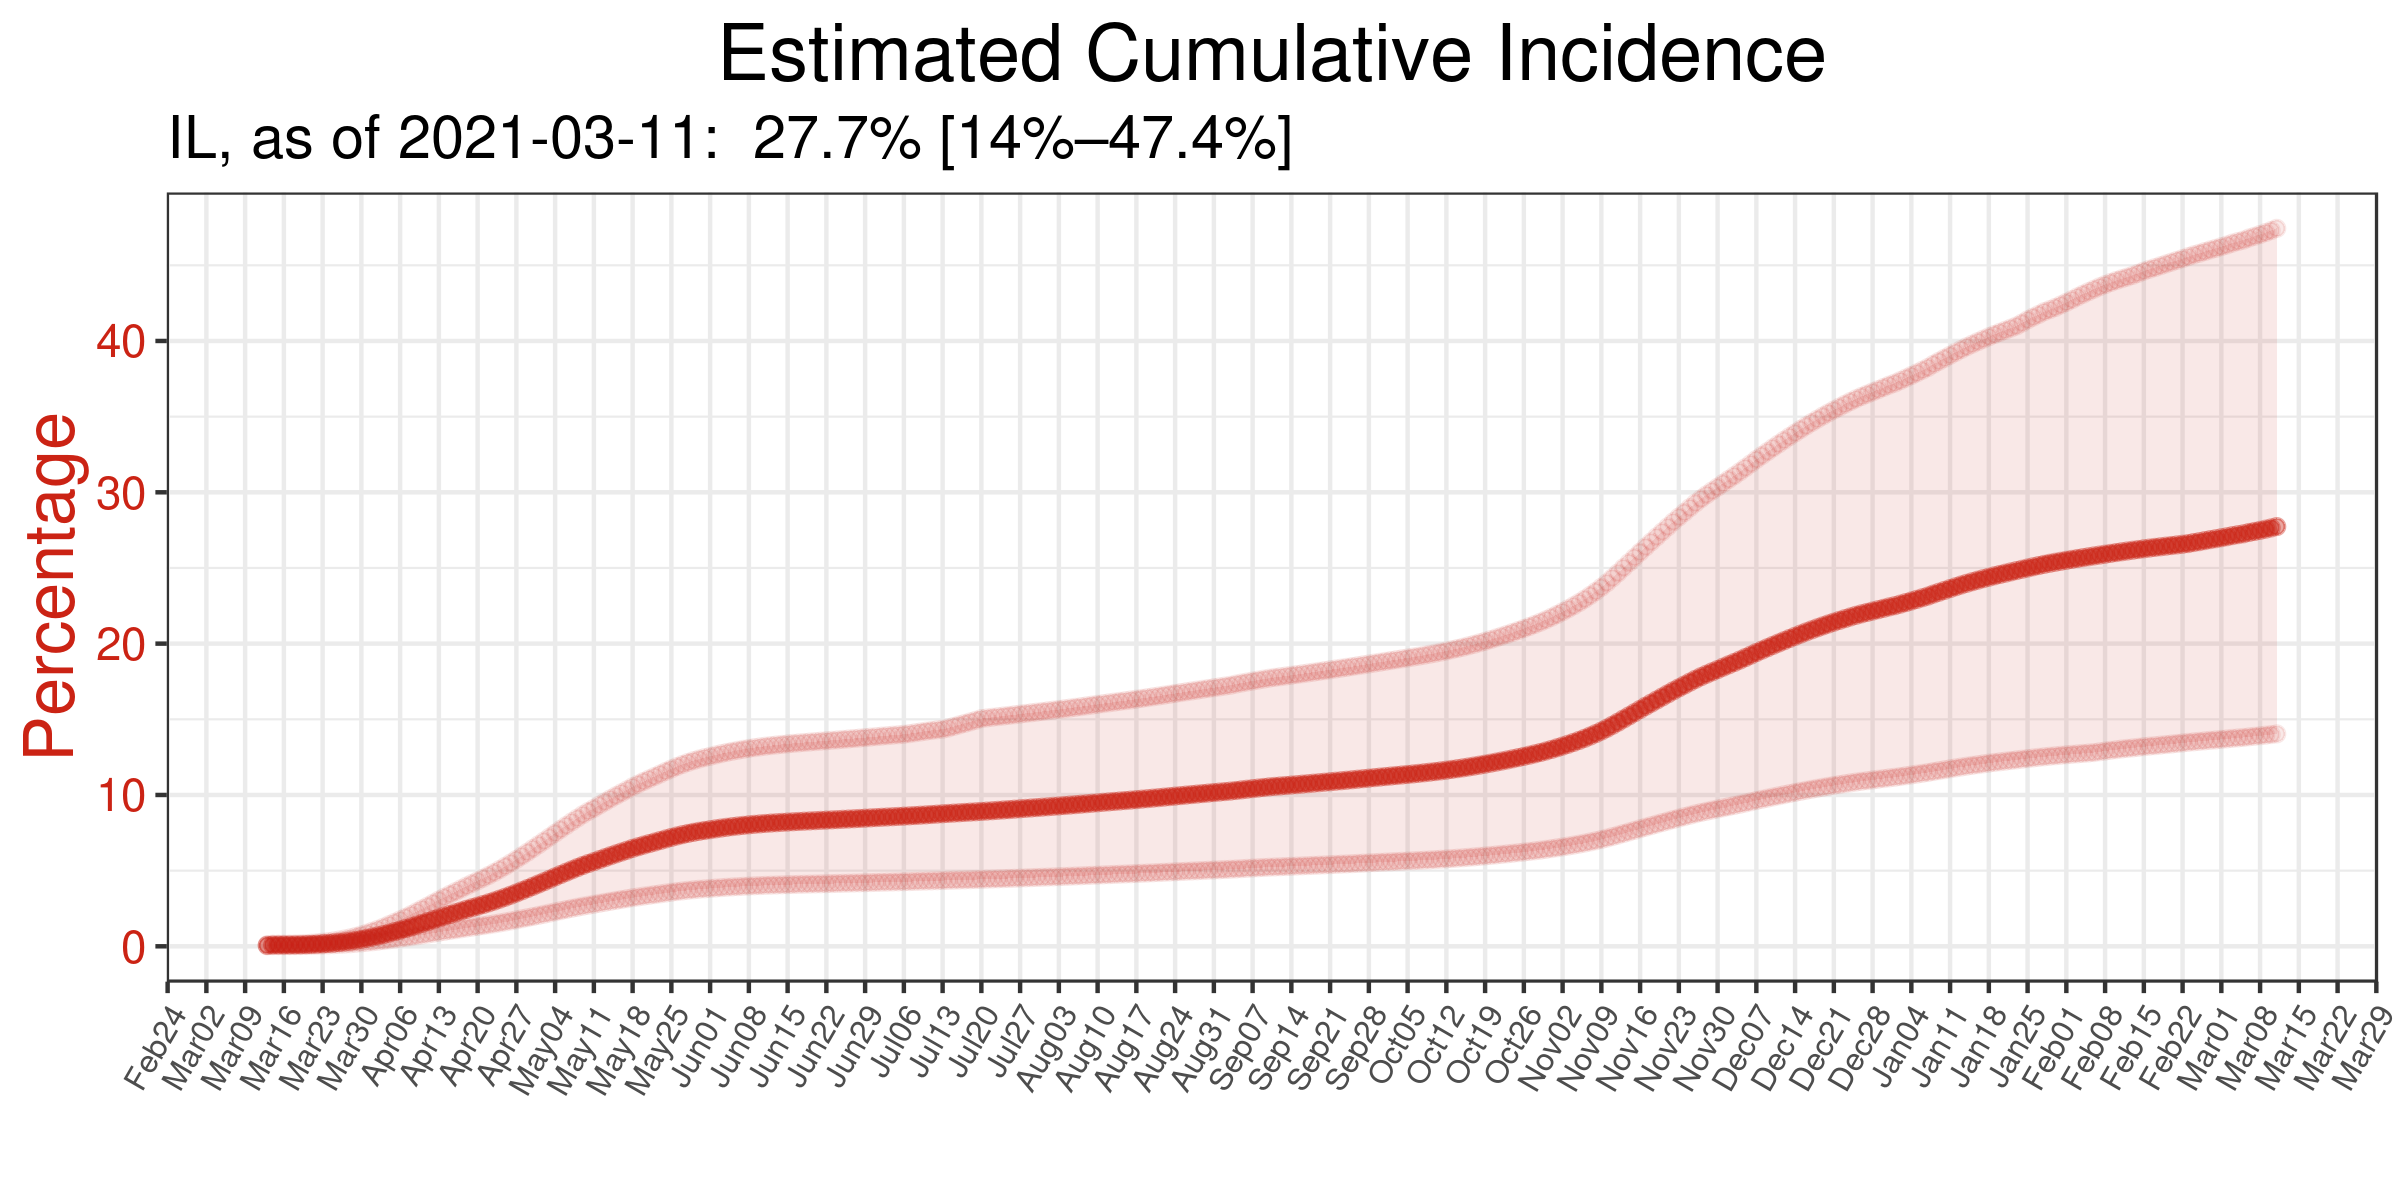 Estimated Cumulative Incidence
IL, as of 2021-03-11:  27.7% [14%–47.4%]
Percentage
40
30
20
10
0
Feb24
Mar02
Mar09
Mar16
Mar23
Mar30
Apr06
Apr13
Apr20
Apr27
May04
May11
May18
May25
Jun01
Jun08
Jun15
Jun22
Jun29
Jul06
Jul13
Jul20
Jul27
Aug03
Aug10
Aug17
Aug24
Aug31
Sep07
Sep14
Sep21
Sep28
Oct05
Oct12
Oct19
Oct26
Nov02
Nov09
Nov16
Nov23
Nov30
Dec07
Dec14
Dec21
Dec28
Jan04
Jan11
Jan18
Jan25
Feb01
Feb08
Feb15
Feb22
Mar01
Mar08
Mar15
Mar22
Mar29